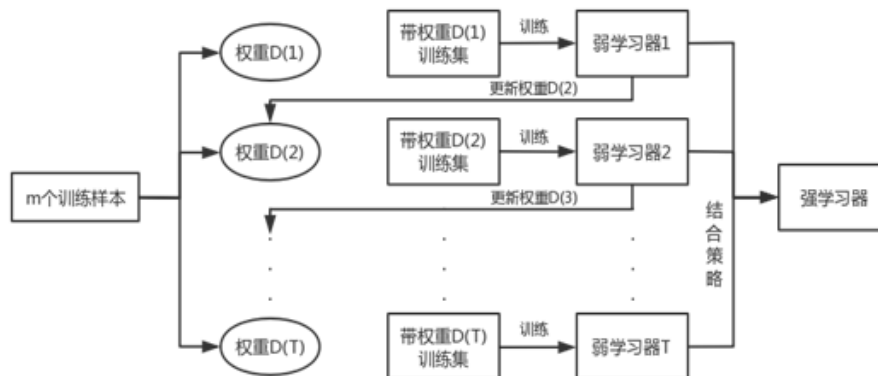 权重D(1)
带权重D(1)
训练集
训练
弱学习器1
更新权重D(2)
权重D(2)
带权重D(2)
训练集
训练
弱学习器2
m个训练样本
更新权重D(3)
结合策略
强学习器
权重D(T)
带权重D(T)
训练集
训练
弱学习器T